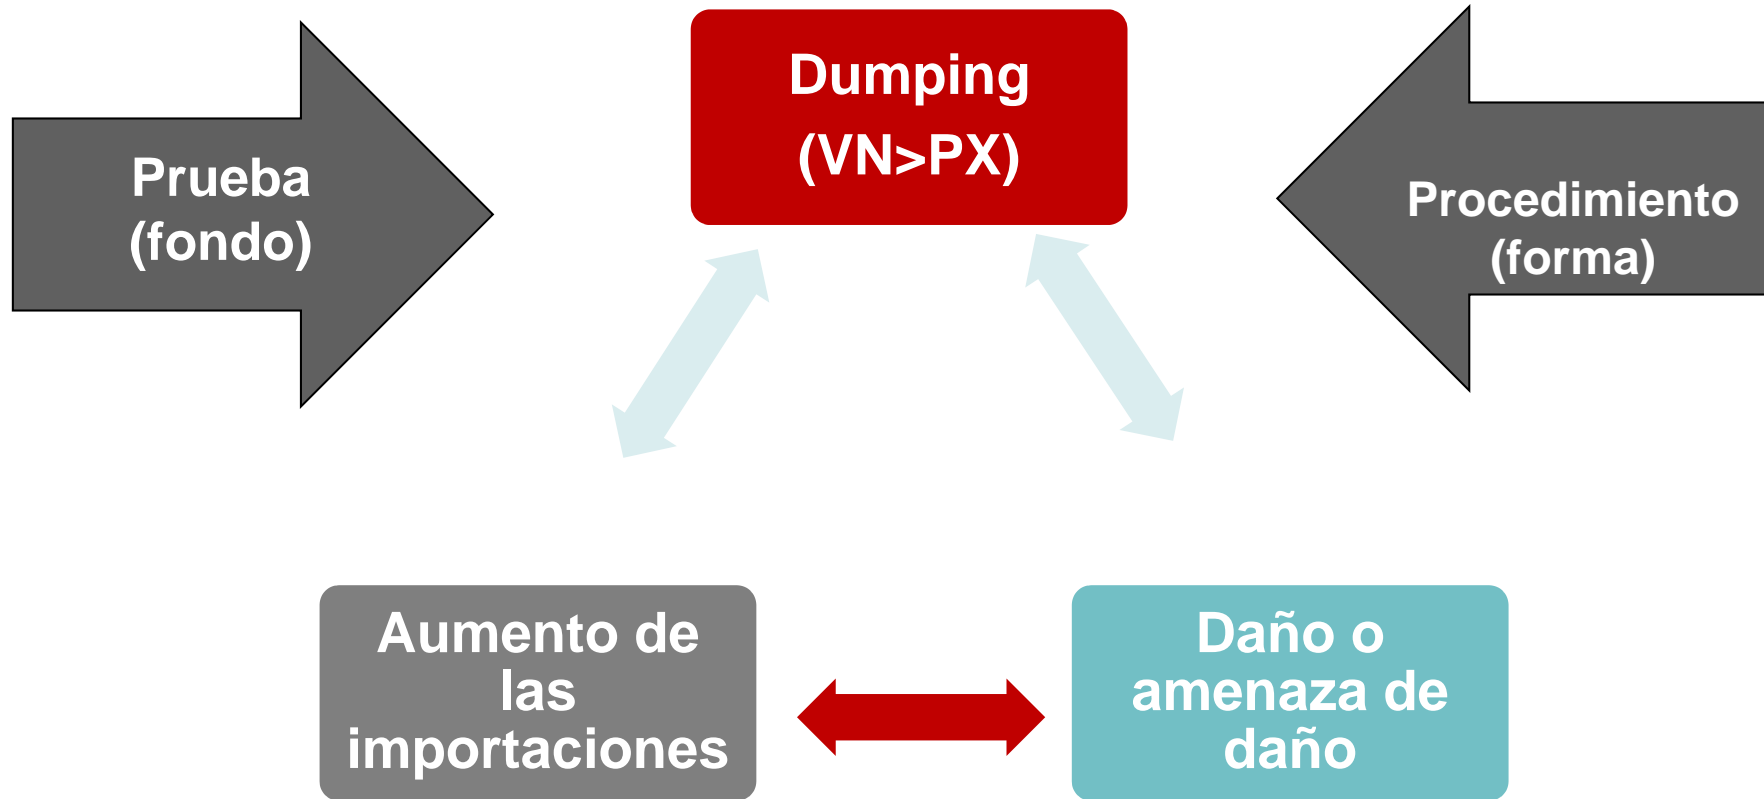 Dumping
(VN>PX)
Prueba
(fondo)
Procedimiento
(forma)
Aumento de
las
importaciones
Daño o
amenaza de
daño